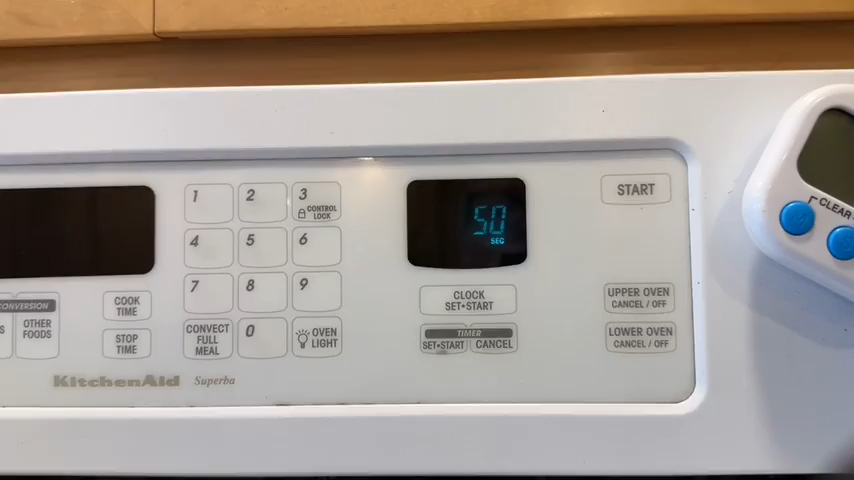 1
2
3
CONTROL
LOCK
4
5
6
7
8
9
CONVECT
FULL
MEAL
0
OVEN
LIGHT
CONVERSION
OTHER
FOODS
COOK
TIME
STOP
TIME
KitchenAid Superba
50
SEC
CLOCK
SET•START
TIMER
SET•START
CANCEL
START
UPPER OVEN
CANCEL / OFF
LOWER OVEN
CANCEL / OFF
CLEAR